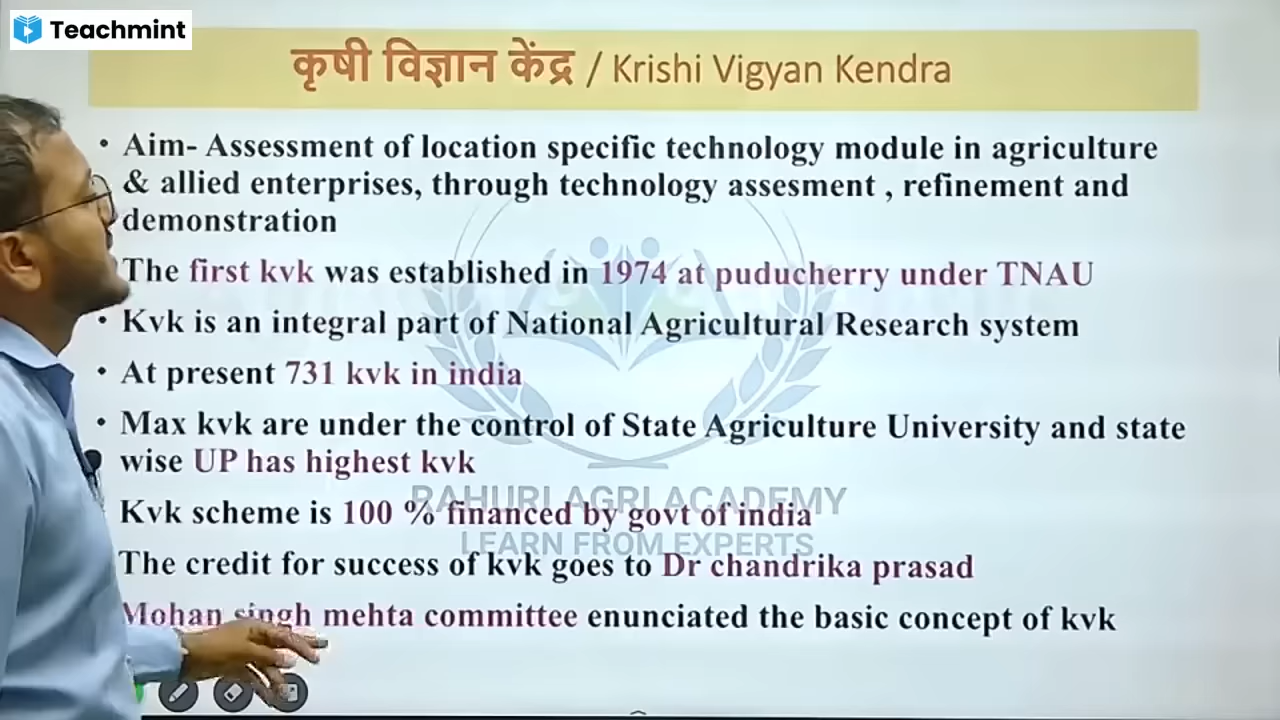 Teachmint
कृषी विज्ञान केंद्र / Krishi Vigyan Kendra
• Aim- Assessment of location specific technology module in agriculture
& allied enterprises, through technology assesment , refinement and
demonstration
The first kvk was established in 1974 at puducherry under TNAU
• Kvk is an integral part of National Agricultural Research system
• At present 731 kvk in india
• Max kvk are under the control of State Agriculture University and state
wise UP has highest kvk
Kvk scheme is 100 % financed by govt of india
The credit for success of kvk goes to Dr chandrika prasad
Mohan singh mehta committee enunciated the basic concept of kvk
RAHURI AGRI ACADEMY
LEARN FROM EXPERTS